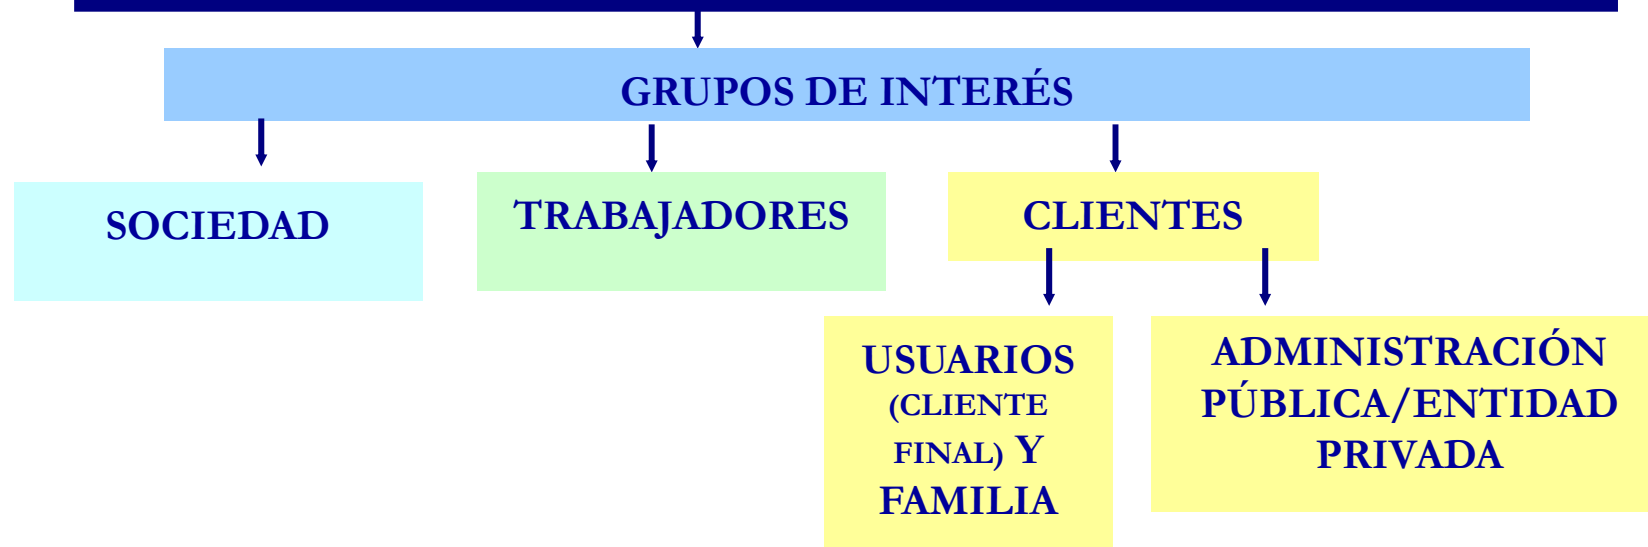 GRUPOS DE INTERÉS
SOCIEDAD
TRABAJADORES
CLIENTES
USUARIOS
(CLIENTE
FINAL) Y
FAMILIA
ADMINISTRACIÓN
PÚBLICA/ENTIDAD
PRIVADA